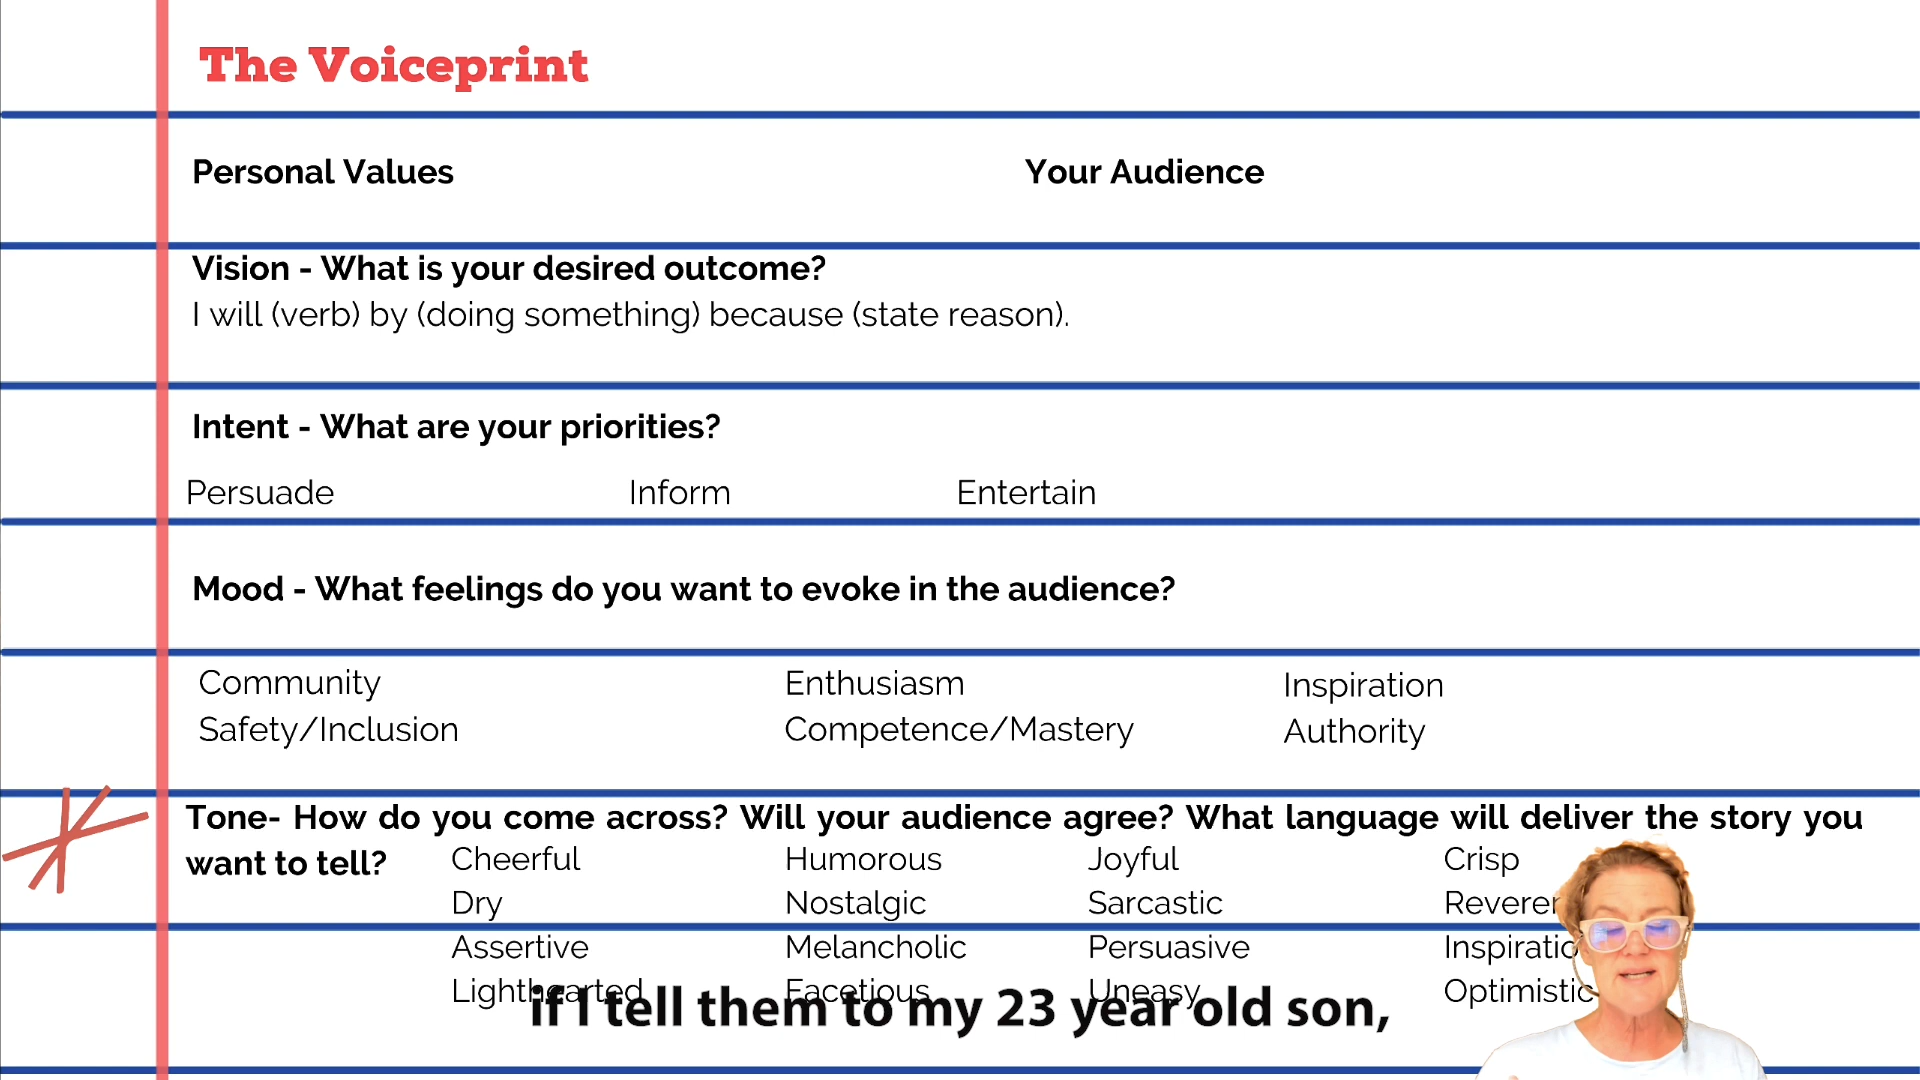 The Voiceprint
Personal Values Your Audience
Vision - What is your desired outcome?
I will (verb) by (doing something) because (state reason).
Intent - What are your priorities?
Persuade Inform Entertain
Mood - What feelings do you want to evoke in the audience?
Community Enthusiasm Inspiration
Safety/Inclusion Competence/Mastery Authority
Tone- How do you come across? Will your audience agree? What language will deliver the story you
want to tell? Cheerful Humorous Joyful Crisp
Dry Nostalgic Sarcastic
Assertive Melancholic Persuasive
Lighthearted Facetious Uneasy Optimistic
if I tell them to my 23 year old son,